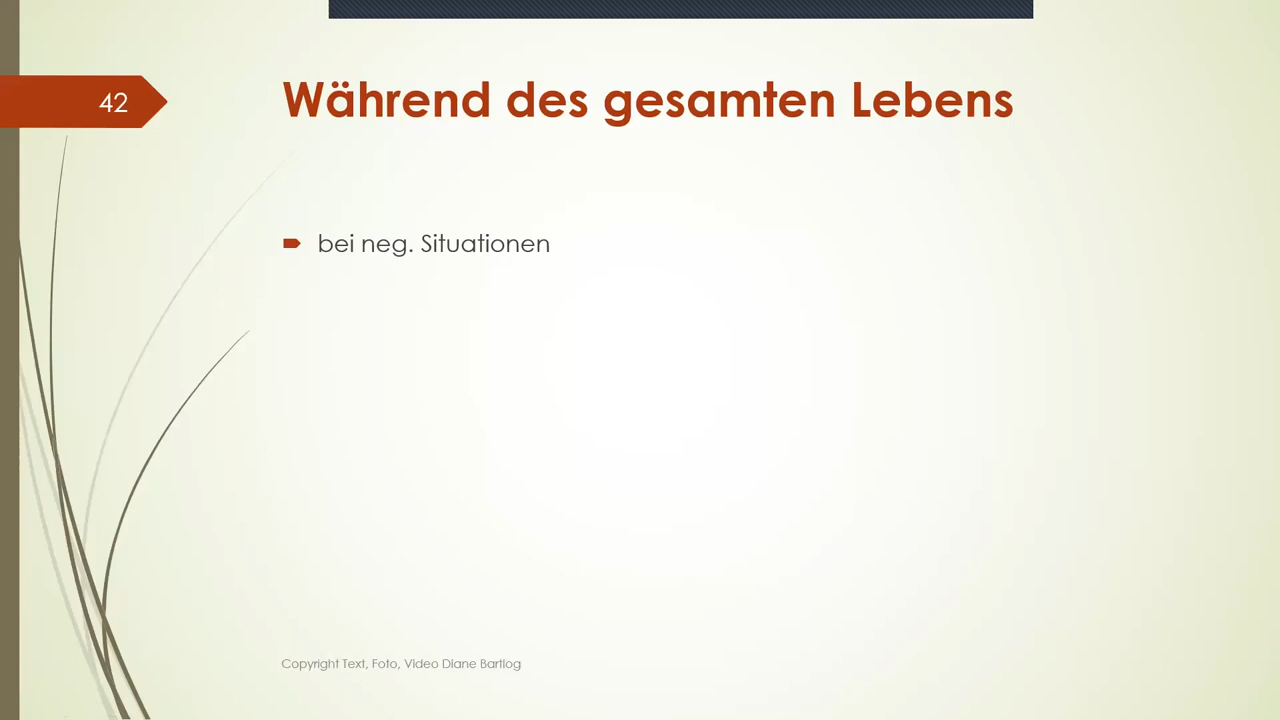 42
Während des gesamten Lebens
bei neg. Situationen
Copyright Text, Foto, Video Diane Bartlog